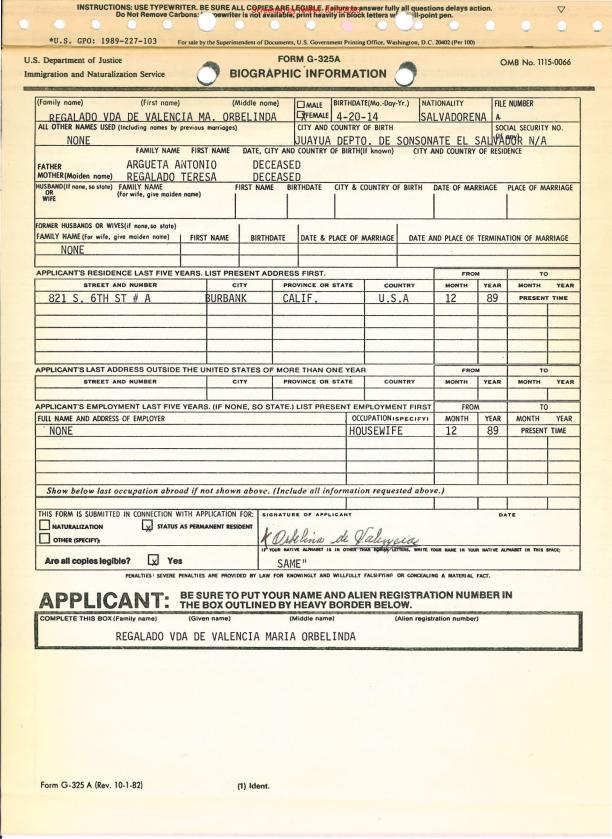 INSTRUCTIONS: USE TYPEWRITER. BE SURE ALL COPIES ARE LEGIBLE. Failure to answer fully all questions delays action.
Do Not Remove Carbons: typewriter is not available, print heavily in block letters with ball-point pen.
*U.S. GPO: 1989-227-103 For sale by the Superintendent of Documents, U.S. Government Printing Office, Washington, D.C. 20402 (Per 100)
U.S. Department of Justice FORM G-325A OMB No. 1115-0066
Immigration and Naturalization Service BIOGRAPHIC INFORMATION
(Family name) (First name) (Middle name) MALE BIRTHDATE(Mo.-Day-Yr.) NATIONALITY FILE NUMBER
REGALADO VDA DE VALENCIA MA. ORBELINDA X FEMALE 4-20-14 SALVADORENA A
ALL OTHER NAMES USED (Including names by previous marriages) CITY AND COUNTRY OF BIRTH SOCIAL SECURITY NO.
(If any)
NONE JUAYUA DEPTO. DE SONSONATE EL SALVADOR N/A
FAMILY NAME FIRST NAME DATE, CITY AND COUNTRY OF BIRTH(If known) CITY AND COUNTRY OF RESIDENCE
FATHER ARGUETA ANTONIO DECEASED
MOTHER(Maiden name) REGALADO TERESA DECEASED
HUSBAND(If none, so state) FAMILY NAME FIRST NAME BIRTHDATE CITY & COUNTRY OF BIRTH DATE OF MARRIAGE PLACE OF MARRIAGE
OR (For wife, give maiden name)
WIFE
FORMER HUSBANDS OR WIVES(if none,so state)
FAMILY NAME (For wife, give maiden name) FIRST NAME BIRTHDATE DATE & PLACE OF MARRIAGE DATE AND PLACE OF TERMINATION OF MARRIAGE
NONE
APPLICANT'S RESIDENCE LAST FIVE YEARS. LIST PRESENT ADDRESS FIRST. FROM TO
STREET AND NUMBER CITY PROVINCE OR STATE COUNTRY MONTH YEAR MONTH YEAR
821 S. 6TH ST # A BURBANK CALIF. U.S.A 12 89 PRESENT TIME
APPLICANT'S LAST ADDRESS OUTSIDE THE UNITED STATES OF MORE THAN ONE YEAR FROM TO
STREET AND NUMBER CITY PROVINCE OR STATE COUNTRY MONTH YEAR MONTH YEAR
APPLICANT'S EMPLOYMENT LAST FIVE YEARS. (IF NONE, SO STATE.) LIST PRESENT EMPLOYMENT FIRST FROM TO
FULL NAME AND ADDRESS OF EMPLOYER OCCUPATION(SPECIFY) MONTH YEAR MONTH YEAR
NONE HOUSEWIFE 12 89 PRESENT TIME
Show below last occupation abroad if not shown above. (Include all information requested above.)
THIS FORM IS SUBMITTED IN CONNECTION WITH APPLICATION FOR: SIGNATURE OF APPLICANT DATE
NATURALIZATION X STATUS AS PERMANENT RESIDENT
OTHER (SPECIFY): X Orbelina de Valencia
IF YOUR NATIVE ALPHABET IS IN OTHER THAN ROMAN LETTERS, WRITE YOUR NAME IN YOUR NATIVE ALPHABET IN THIS SPACE:
Are all copies legible? X Yes SAME"
PENALTIES: SEVERE PENALTIES ARE PROVIDED BY LAW FOR KNOWINGLY AND WILLFULLY FALSIFYING OR CONCEALING A MATERIAL FACT.
APPLICANT: BE SURE TO PUT YOUR NAME AND ALIEN REGISTRATION NUMBER IN
THE BOX OUTLINED BY HEAVY BORDER BELOW.
COMPLETE THIS BOX (Family name) (Given name) (Middle name) (Alien registration number)
REGALADO VDA DE VALENCIA MARIA ORBELINDA
Form G-325 A (Rev. 10-1-82) (1) Ident.